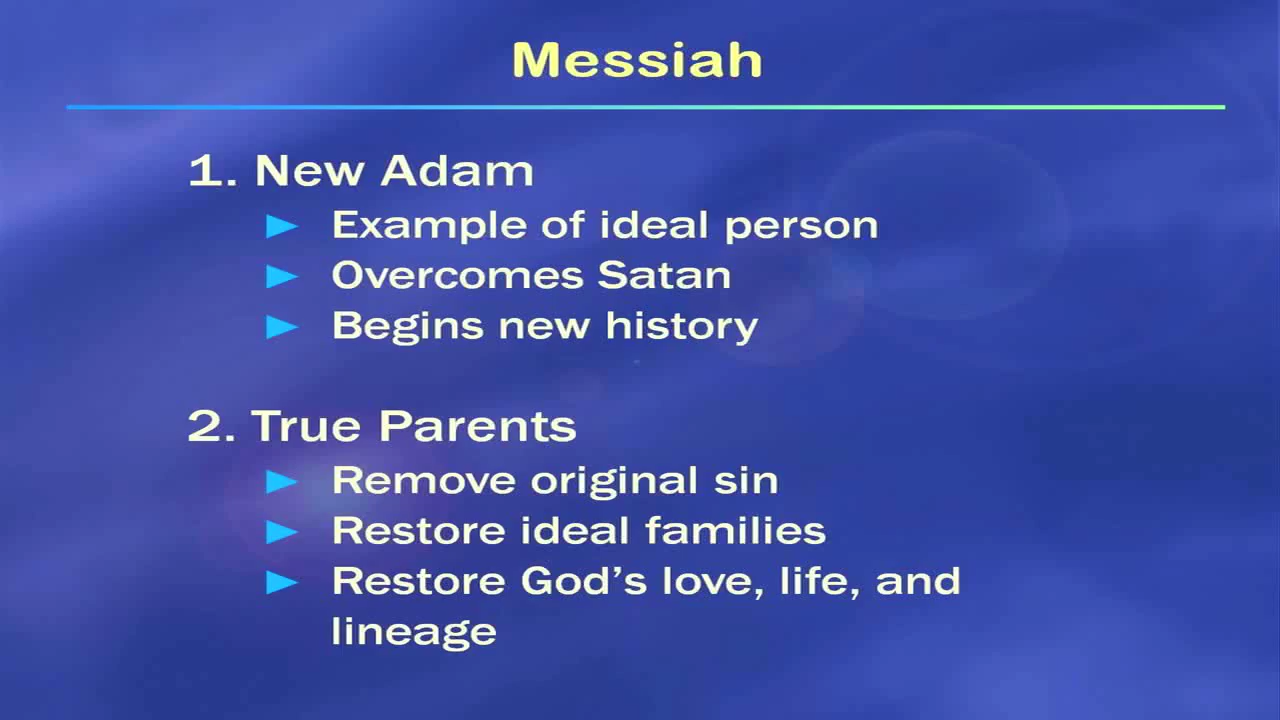 Messiah
1. New Adam
Example of ideal person
Overcomes Satan
Begins new history
2. True Parents
Remove original sin
Restore ideal families
Restore God’s love, life, and
lineage